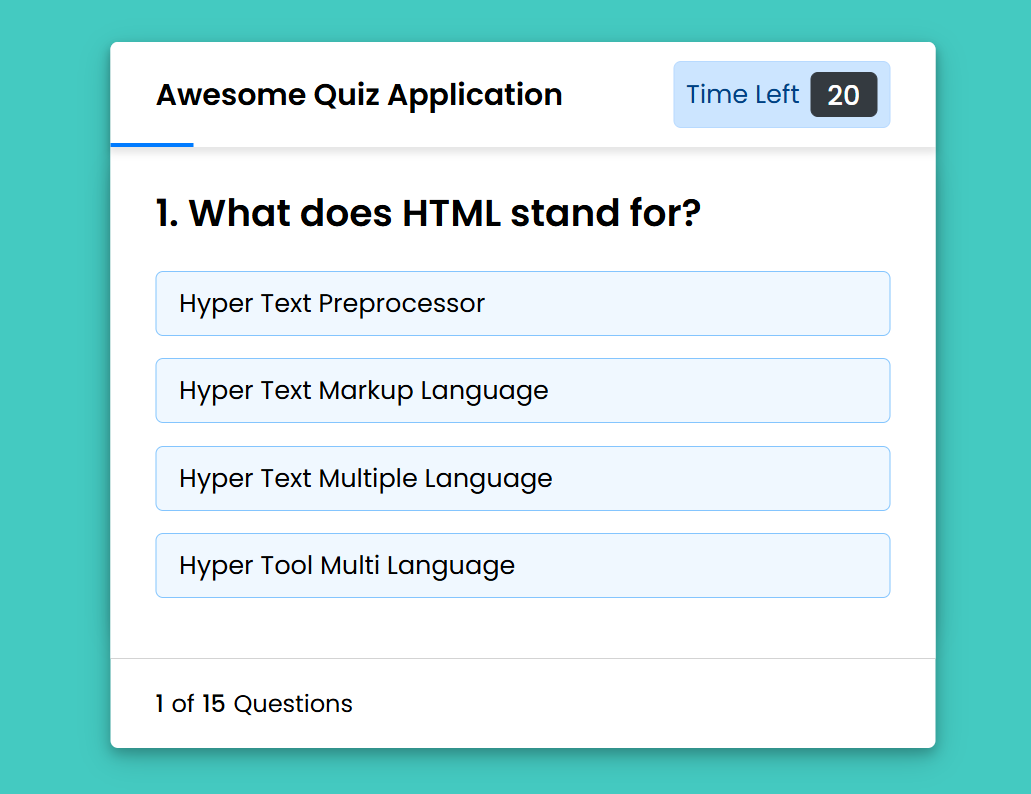 Awesome Quiz Application
Time Left 20
1. What does HTML stand for?
Hyper Text Preprocessor
Hyper Text Markup Language
Hyper Text Multiple Language
Hyper Tool Multi Language
1 of 15 Questions